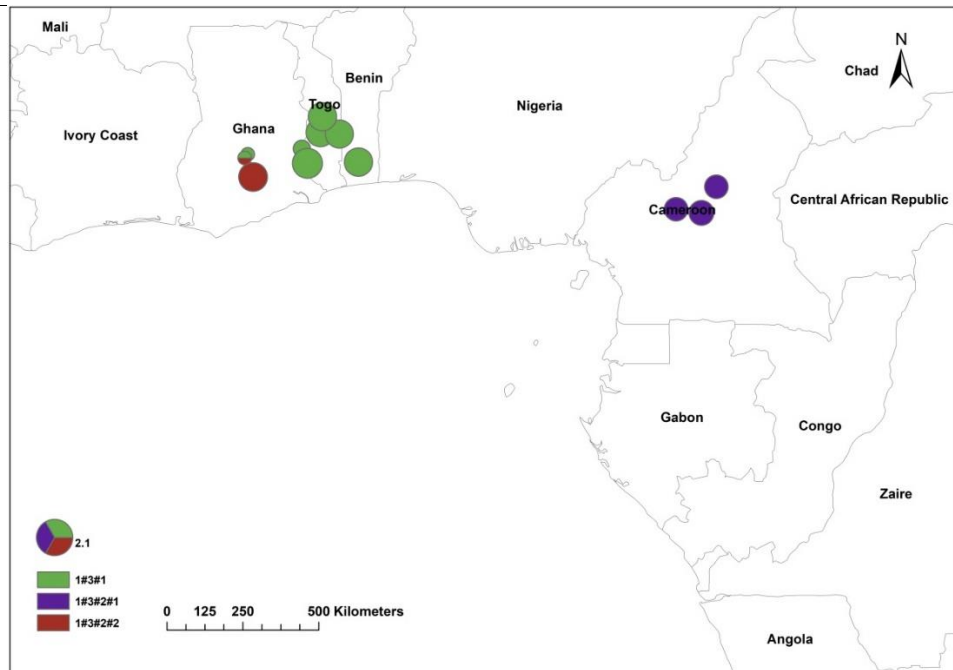 Mali
N
Chad
Benin
Nigeria
Togo
Ivory Coast
Ghana
Central African Republic
Cameroon
Gabon
Congo
Zaire
2.1
1#3#1
1#3#2#1
1#3#2#2
0 125 250 500 Kilometers
Angola